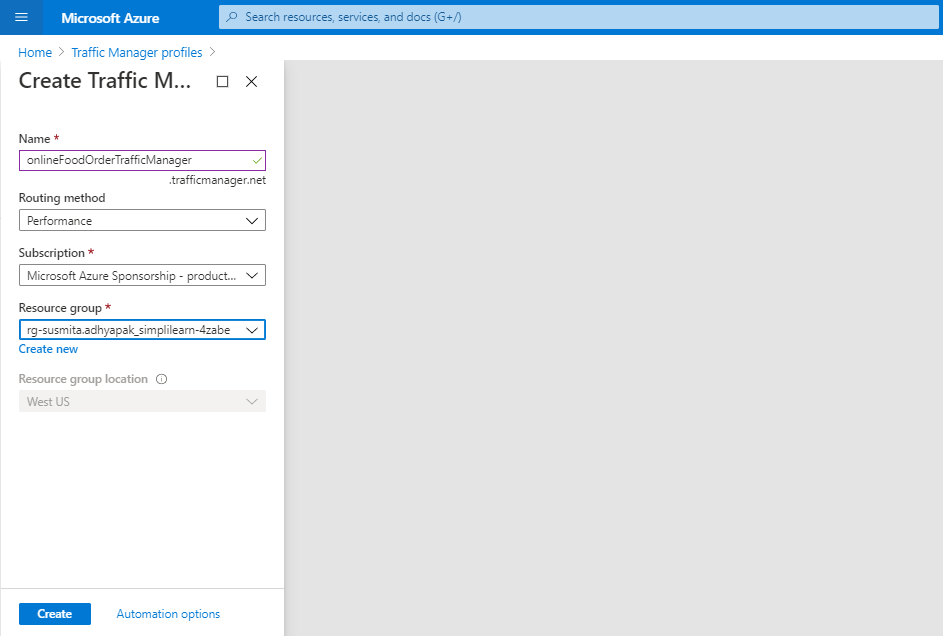 Microsoft Azure
Search resources, services, and docs (G+/)
Home > Traffic Manager profiles >
Create Traffic M...
Name *
onlineFoodOrderTrafficManager
.trafficmanager.net
Routing method
Performance
Subscription *
Microsoft Azure Sponsorship - product...
Resource group *
rg-susmita.adhyapak_simplilearn-4zabe
Create new
Resource group location
West US
Create
Automation options